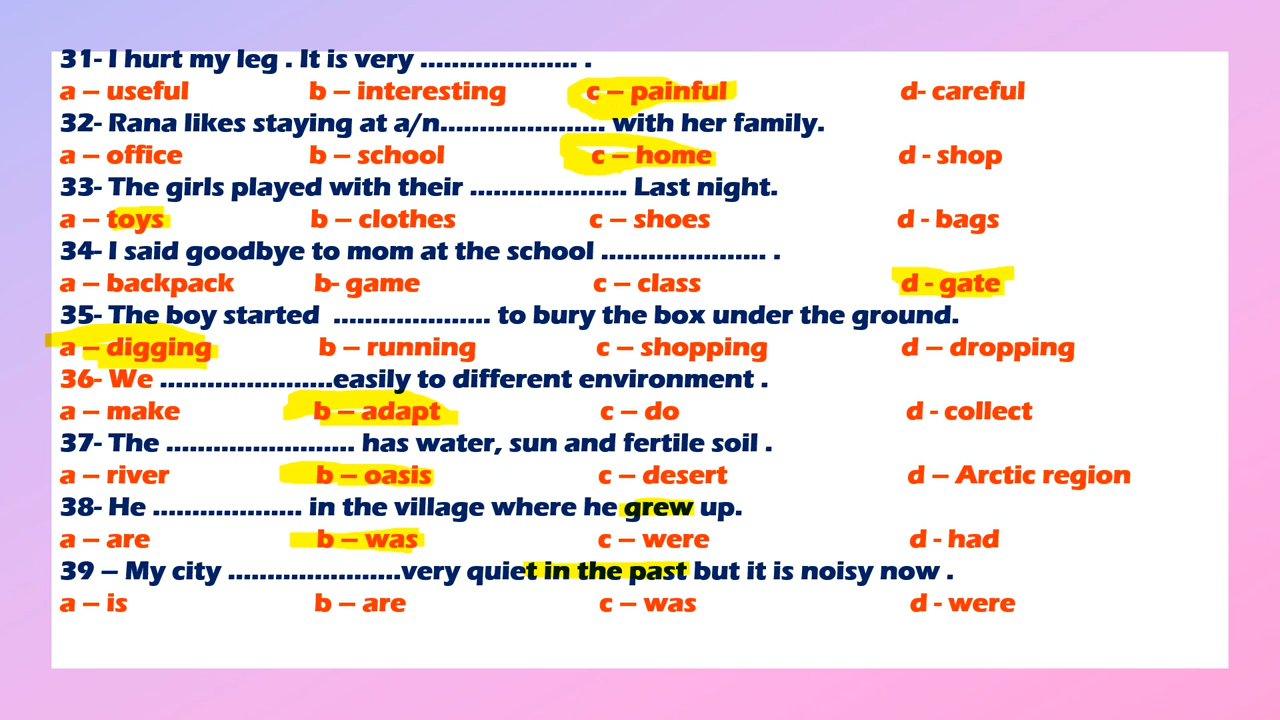 31- I hurt my leg . It is very .................... .
a – useful b – interesting c – painful d- careful
32- Rana likes staying at a/n..................... with her family.
a – office b – school c – home d - shop
33- The girls played with their .................... Last night.
a – toys b – clothes c – shoes d - bags
34- I said goodbye to mom at the school ..................... .
a – backpack b- game c – class d - gate
35- The boy started .................... to bury the box under the ground.
a – digging b – running c – shopping d – dropping
36- We ......................easily to different environment .
a – make b – adapt c – do d - collect
37- The ........................ has water, sun and fertile soil .
a – river b – oasis c – desert d – Arctic region
38- He ................... in the village where he grew up.
a – are b – was c – were d - had
39 – My city ......................very quiet in the past but it is noisy now .
a – is b – are c – was d - were